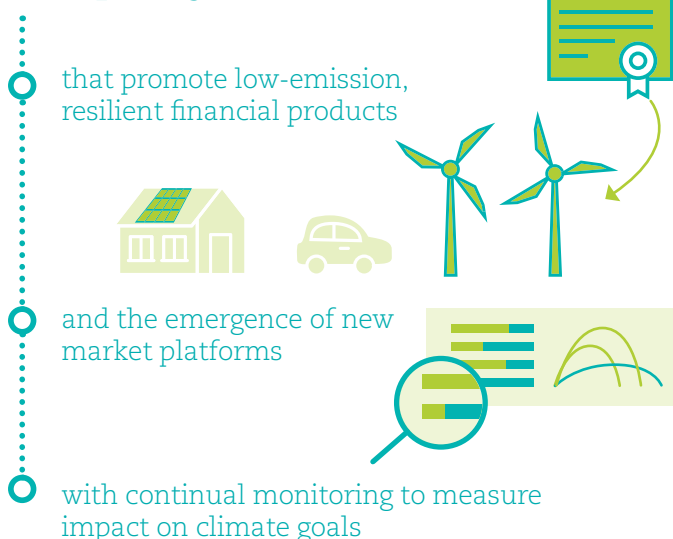 that promote low-emission,
resilient financial products
and the emergence of new
market platforms
with continual monitoring to measure
impact on climate goals